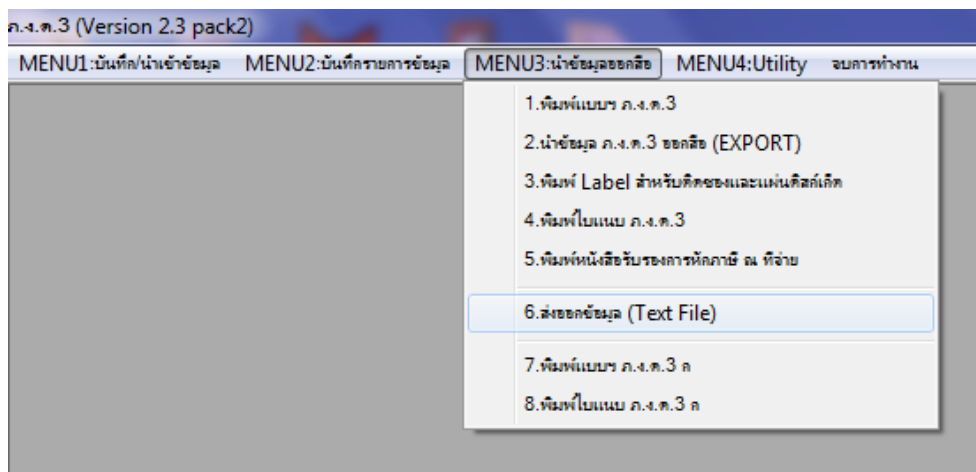 ภ.ง.ด.3 (Version 2.3 pack2)
MENU1:บันทึก/นำเข้าข้อมูล MENU2:บันทึกรายการข้อมูล MENU3:นำข้อมูลออกสื่อ MENU4:Utility จบการทำงาน
1.พิมพ์แบบฯ ภ.ง.ด.3
2.นำข้อมูล ภ.ง.ด.3 ออกสื่อ (EXPORT)
3.พิมพ์ Label สำหรับติดซองและแผ่นดิสก์เก็ต
4.พิมพ์ใบแนบ ภ.ง.ด.3
5.พิมพ์หนังสือรับรองการหักภาษี ณ ที่จ่าย
6.ส่งออกข้อมูล (Text File)
7.พิมพ์แบบฯ ภ.ง.ด.3 ก
8.พิมพ์ใบแนบ ภ.ง.ด.3 ก